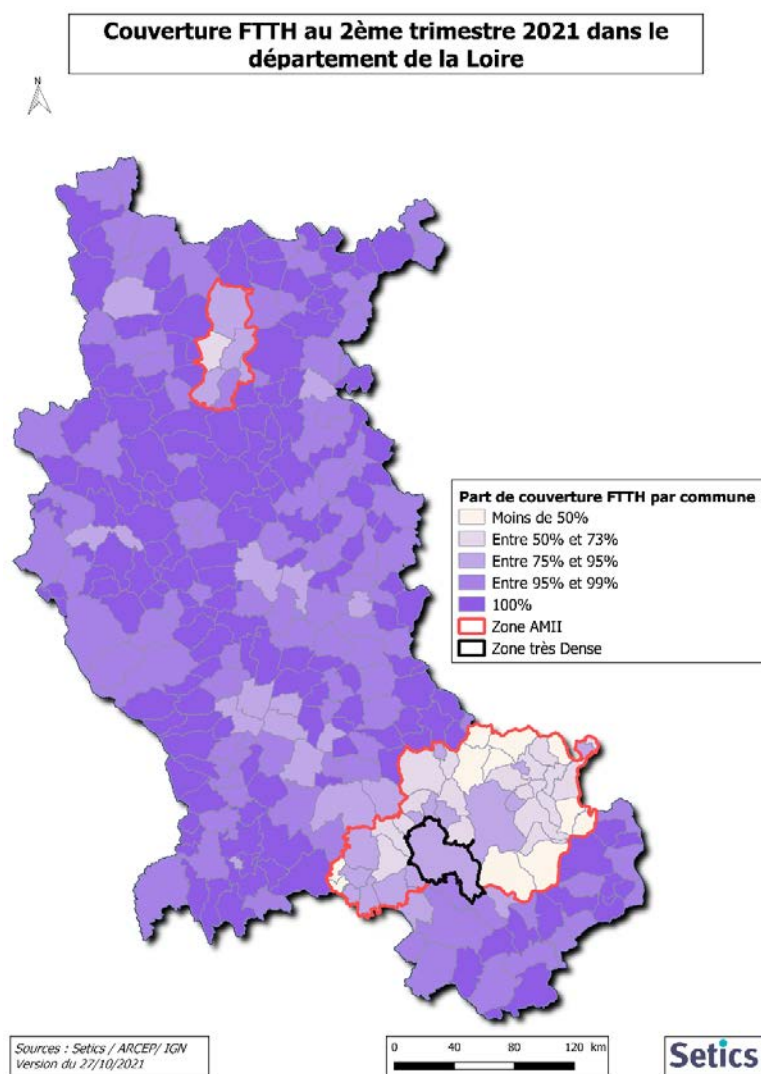 Couverture FTTH au 2ème trimestre 2021 dans le
département de la Loire
N
Part de couverture FTTH par commune
Moins de 50%
Entre 50% et 73%
Entre 75% et 95%
Entre 95% et 99%
100%
Zone AMII
Zone très Dense
Sources : Setics / ARCEP/ IGN
Version du 27/10/2021
0 40 80 120 km
Setics